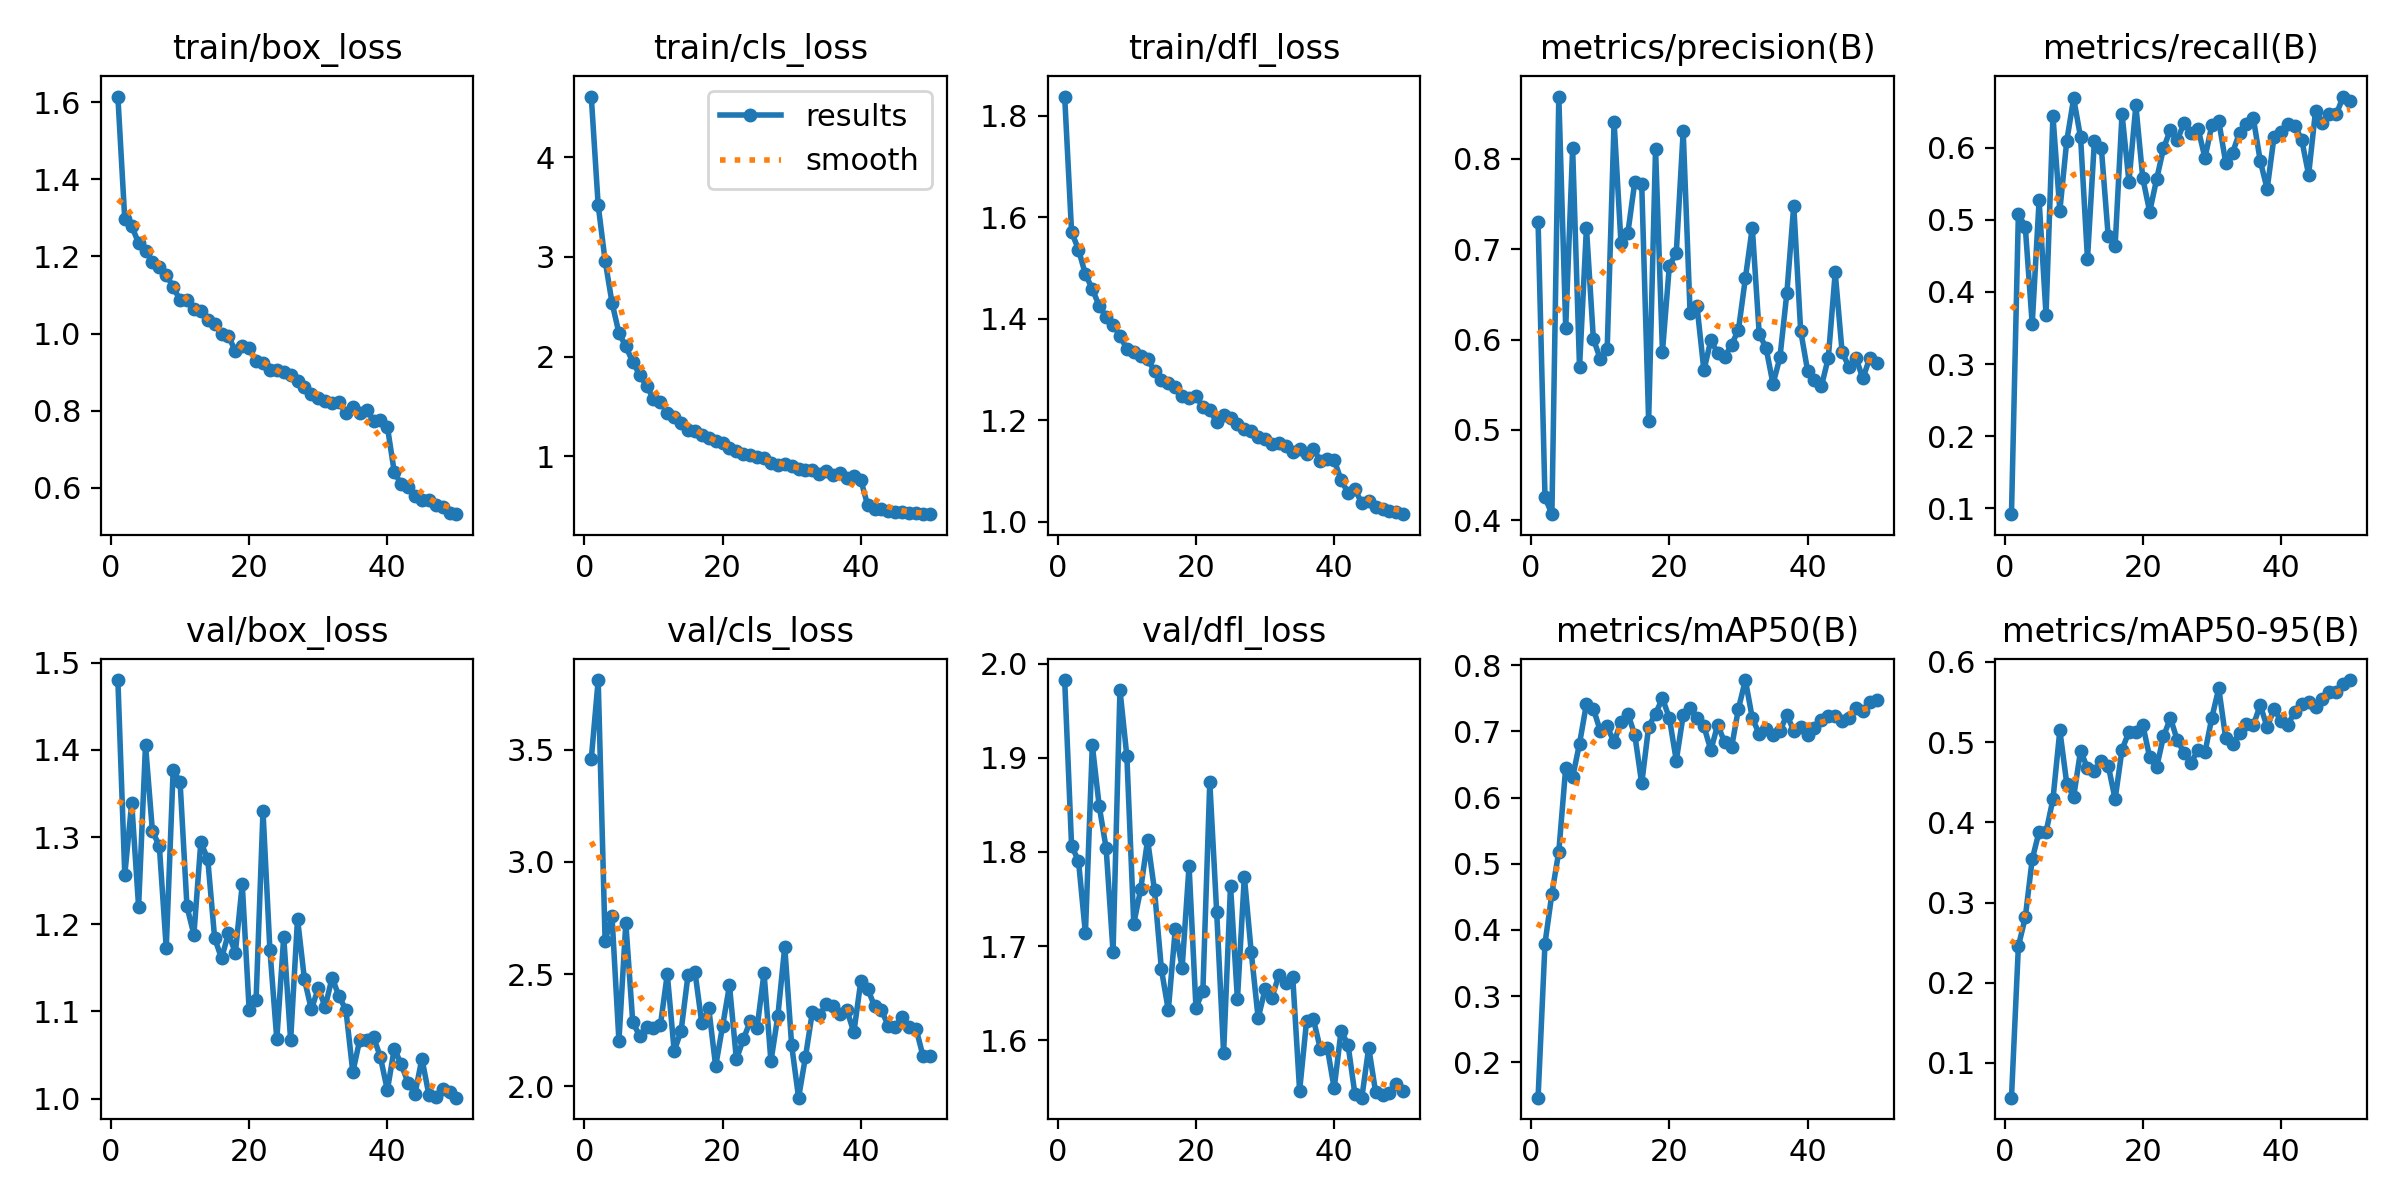 train/box_loss
1.6
1.4
1.2
1.0
0.8
0.6
0 20 40
train/cls_loss
results
smooth
4
3
2
1
0 20 40
train/dfl_loss
1.8
1.6
1.4
1.2
1.0
0 20 40
metrics/precision(B)
0.8
0.7
0.6
0.5
0.4
0 20 40
metrics/recall(B)
0.6
0.5
0.4
0.3
0.2
0.1
0 20 40
val/box_loss
1.5
1.4
1.3
1.2
1.1
1.0
0 20 40
val/cls_loss
3.5
3.0
2.5
2.0
0 20 40
val/dfl_loss
2.0
1.9
1.8
1.7
1.6
0 20 40
metrics/mAP50(B)
0.8
0.7
0.6
0.5
0.4
0.3
0.2
0 20 40
metrics/mAP50-95(B)
0.6
0.5
0.4
0.3
0.2
0.1
0 20 40